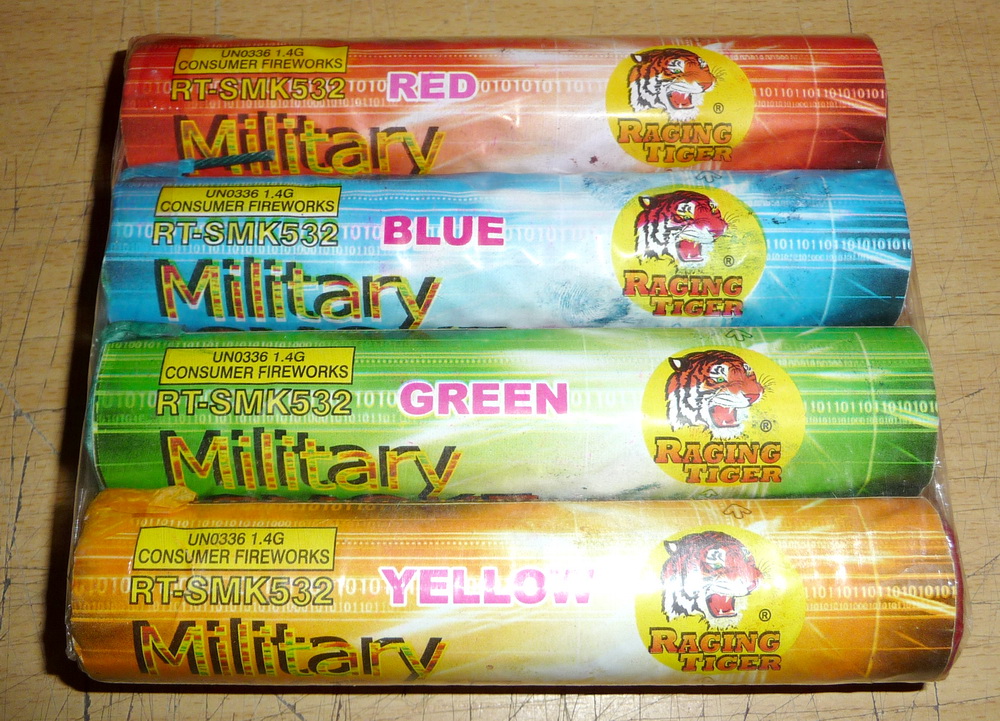 UN0336 1.4G
CONSUMER FIREWORKS
RT-SMK532 RED
Military
RAGING
TIGER
®
UN0336 1.4G
CONSUMER FIREWORKS
RT-SMK532 BLUE
Military
RAGING
TIGER
®
UN0336 1.4G
CONSUMER FIREWORKS
RT-SMK532 GREEN
Military
RAGING
TIGER
®
UN0336 1.4G
CONSUMER FIREWORKS
RT-SMK532 YELLOW
Military
RAGING
TIGER
®